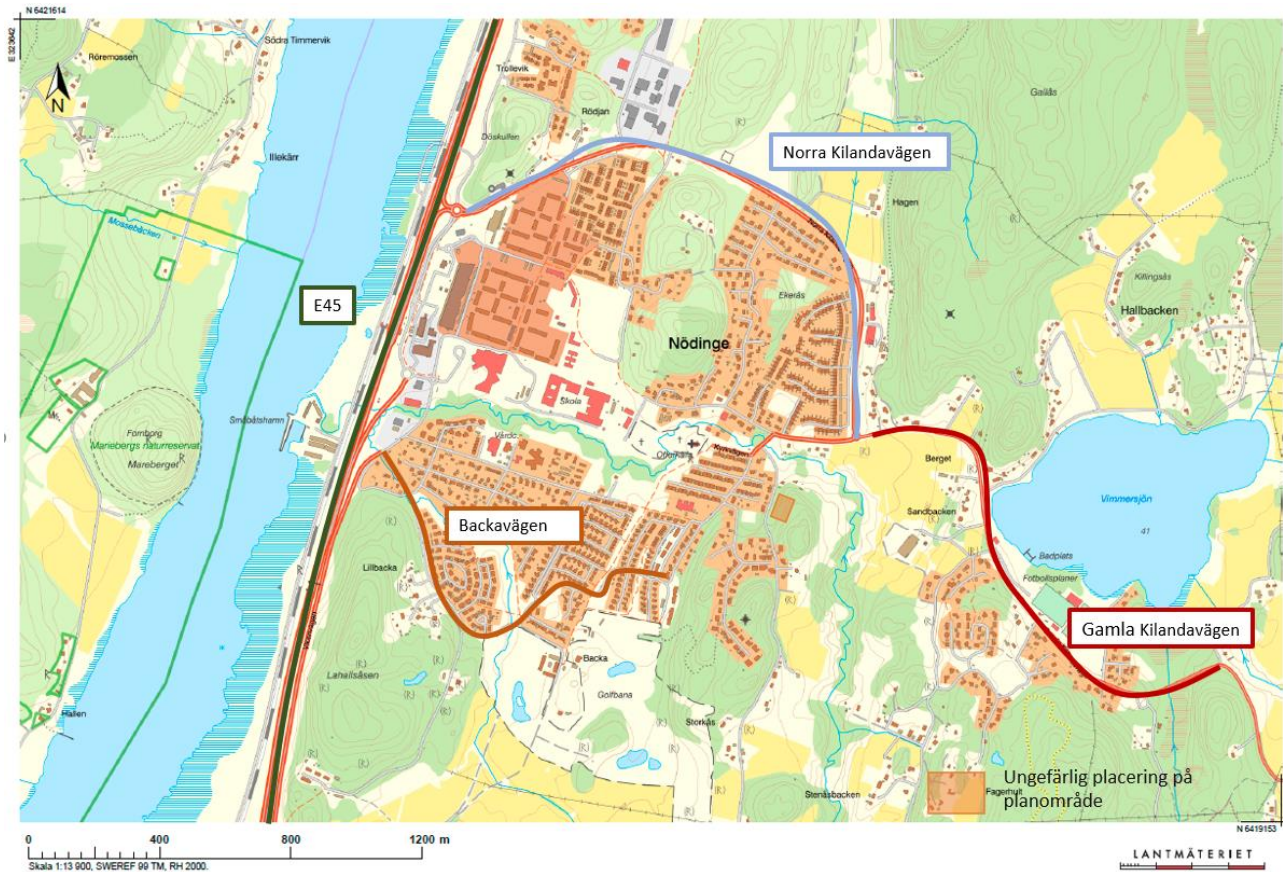 N 6421614
E 323042
Södra Timmervik
Röremossen
N
Trollevik
Rödjan
Döskullen
Gallås
(R)
Illekärr
Norra Kilandavägen
Mossebäcken
Hagen
(R)
Killingsås
Hallbacken
E45
Ekerås
Nödinge
Skola
Småbåtshamn
Fornborg
Mariebergs naturreservat
Mareberget
R
Vårdc.
Kyrkvägen
Berget
(R)
Vimmersjön
41
Sandbacken
Backavägen
Badplats
Fotbollsplaner
Lillbacka
(R)
Gamla Kilandavägen
Backa
Lahallsåsen
Golfbana
(R)
Hallen
Storkås
Ungefärlig placering på
planområde
Stenåsbacken
Fagerhult
N 6419153
0 400 800 1200 m
Skala 1:13 900, SWEREF 99 TM, RH 2000.
LANTMÄTERIET